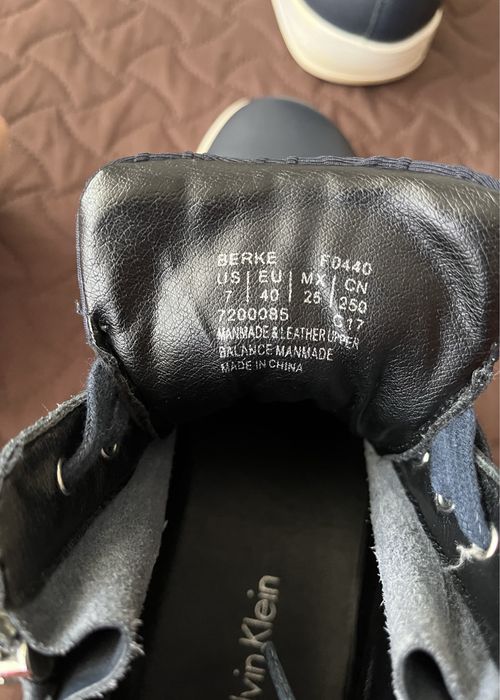 BERKE F0440
US | EU | MX | CN
7 | 40 | 25 | 250
7200085 C17
MANMADE & LEATHER UPPER
BALANCE MANMADE
MADE IN CHINA
lvin Klein